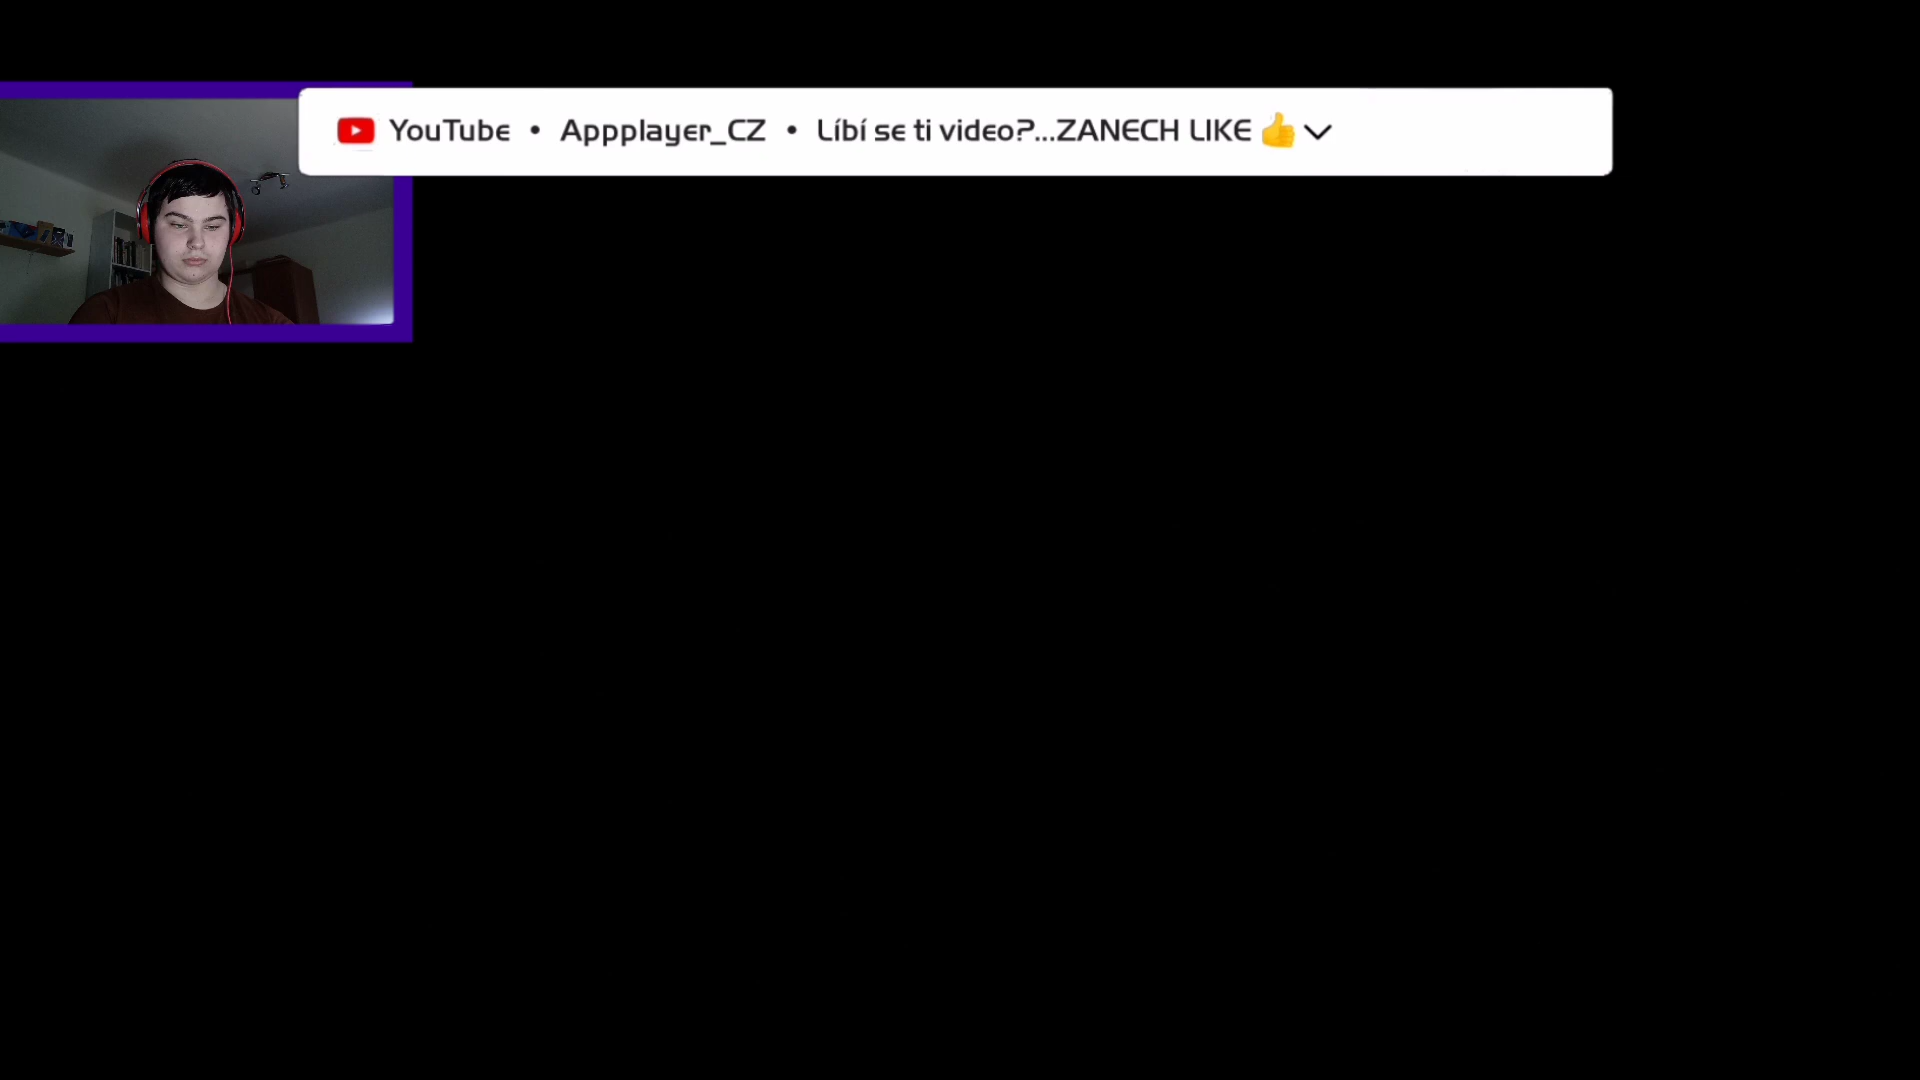 YouTube • Appplayer_CZ • Líbí se ti video?...ZANECH LIKE 👍